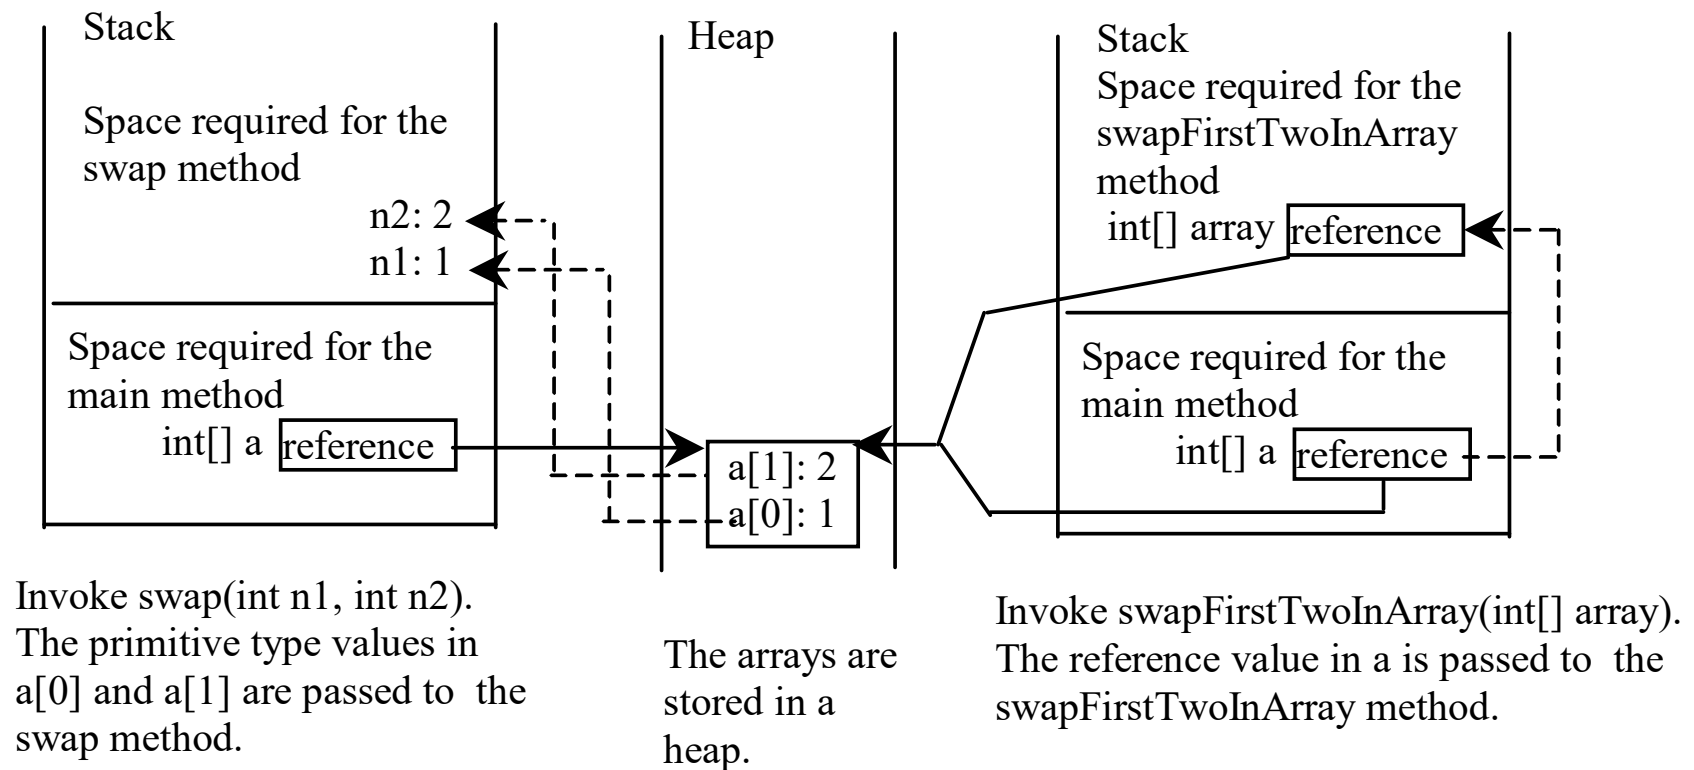 Stack
Space required for the
swap method
n2: 2
n1: 1
Space required for the
main method
int[] a reference
Invoke swap(int n1, int n2).
The primitive type values in
a[0] and a[1] are passed to  the
swap method.
Heap
a[1]: 2
a[0]: 1
The arrays are
stored in a
heap.
Stack
Space required for the
swapFirstTwoInArray
method
int[] array reference
Space required for the
main method
int[] a reference
Invoke swapFirstTwoInArray(int[] array).
The reference value in a is passed to  the
swapFirstTwoInArray method.